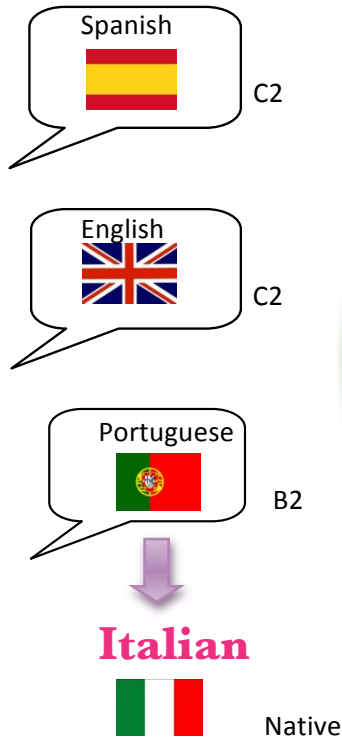 Spanish
C2
English
C2
Portuguese
B2
Italian
Native